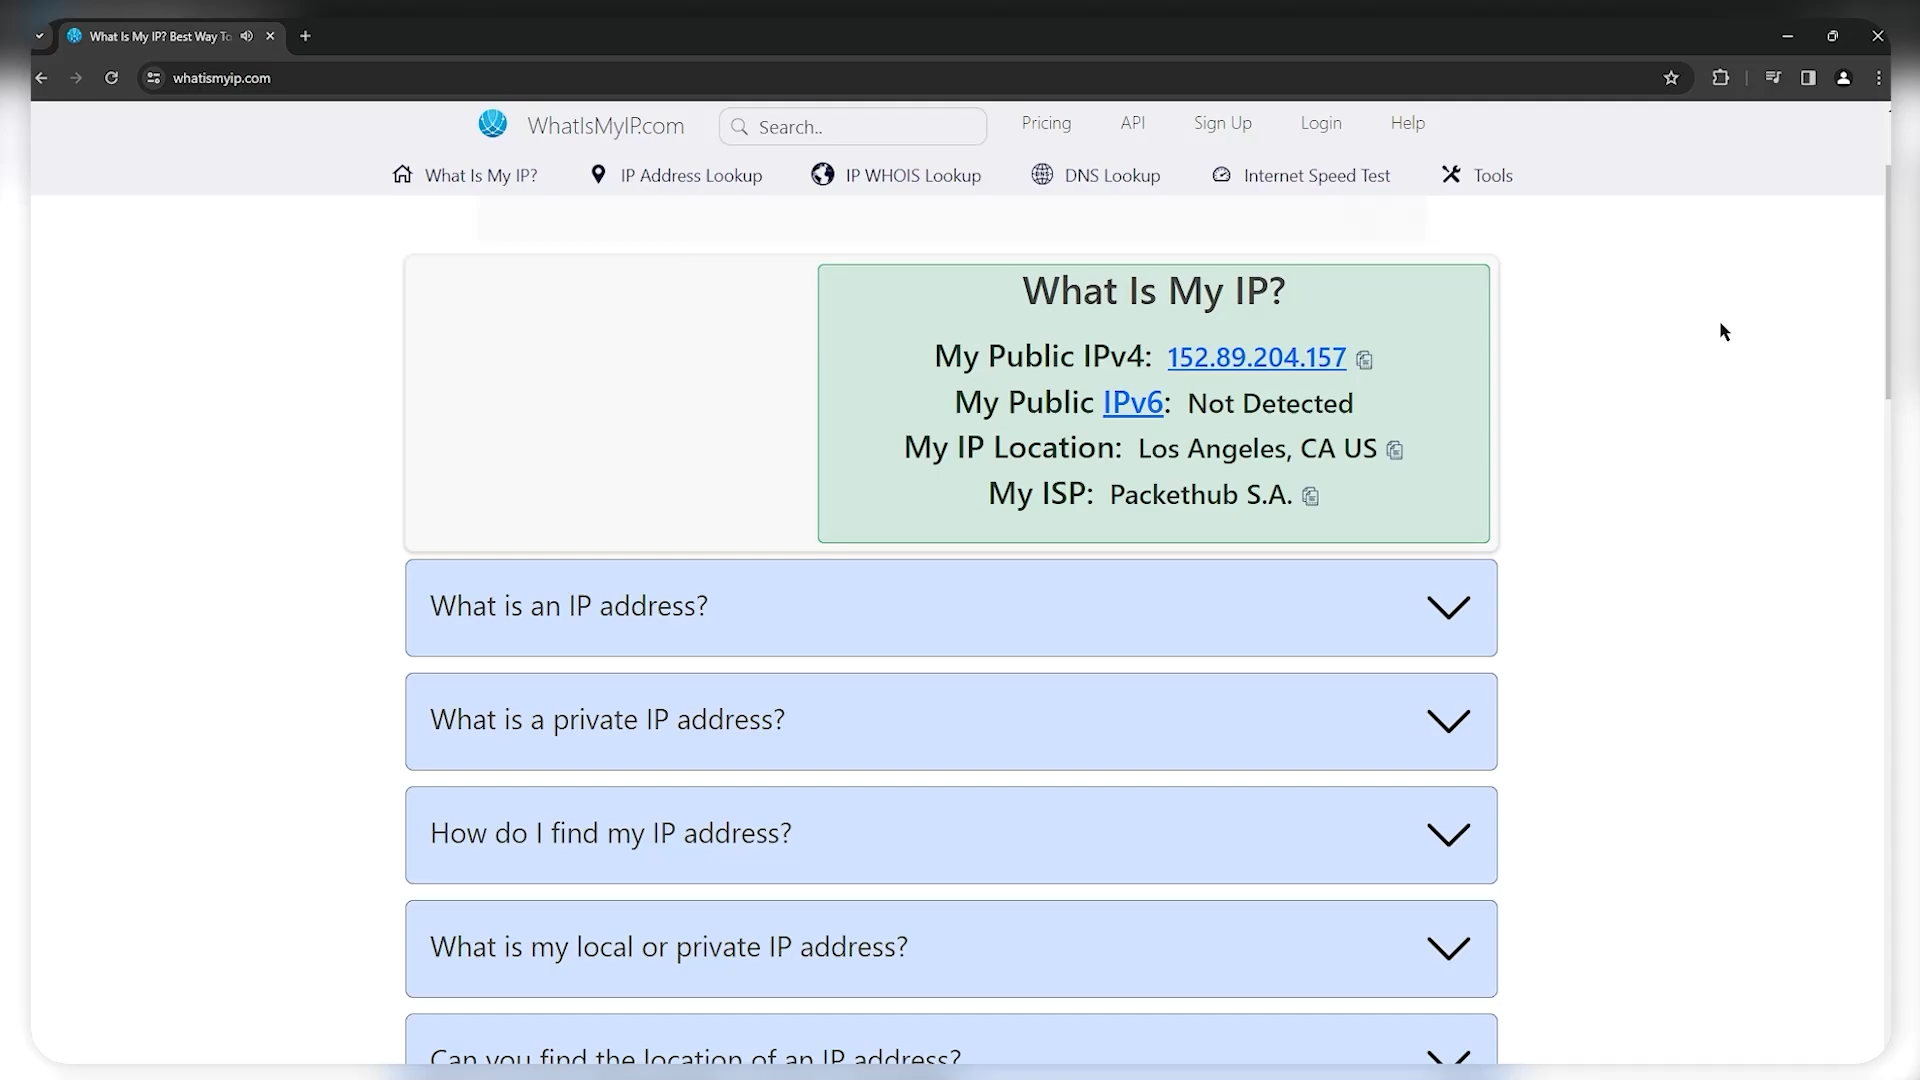 What Is My IP? Best Way To
whatismyip.com
WhatIsMyIP.com
Search..
Pricing
API
Sign Up
Login
Help
What Is My IP?
IP Address Lookup
IP WHOIS Lookup
DNS Lookup
Internet Speed Test
Tools
What Is My IP?
My Public IPv4: 152.89.204.157
My Public IPv6: Not Detected
My IP Location: Los Angeles, CA US
My ISP: Packethub S.A.
What is an IP address?
What is a private IP address?
How do I find my IP address?
What is my local or private IP address?
Can you find the location of an IP address?